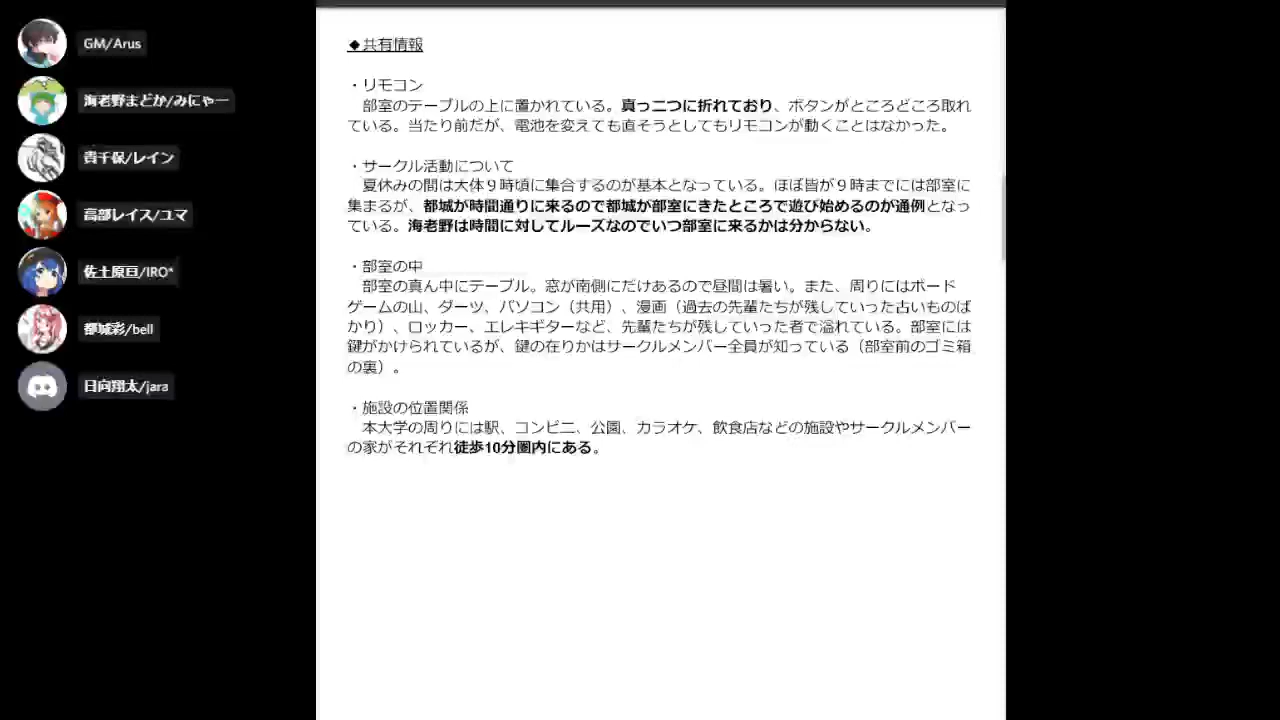 GM/Arus
海老野まどか/みにゃー
貴千保/レイン
高部レイス/ユマ
佐土原亘/IRO*
都城彩/bell
日向翔太/jara
◆共有情報
・リモコン
部室のテーブルの上に置かれている。真っ二つに折れており、ボタンがところどころ取れ
ている。当たり前だが、電池を変えても直そうとしてもリモコンが動くことはなかった。
・サークル活動について
夏休みの間は大体９時頃に集合するのが基本となっている。ほぼ皆が９時までには部室に
集まるが、都城が時間通りに来るので都城が部室にきたところで遊び始めるのが通例となっ
ている。海老野は時間に対してルーズなのでいつ部室に来るかは分からない。
・部室の中
部室の真ん中にテーブル。窓が南側にだけあるので昼間は暑い。また、周りにはボード
ゲームの山、ダーツ、パソコン（共用）、漫画（過去の先輩たちが残していった古いものば
かり）、ロッカー、エレキギターなど、先輩たちが残していった者で溢れている。部室には
鍵がかけられているが、鍵の在りかはサークルメンバー全員が知っている（部室前のゴミ箱
の裏）。
・施設の位置関係
本大学の周りには駅、コンビニ、公園、カラオケ、飲食店などの施設やサークルメンバー
の家がそれぞれ徒歩10分圏内にある。